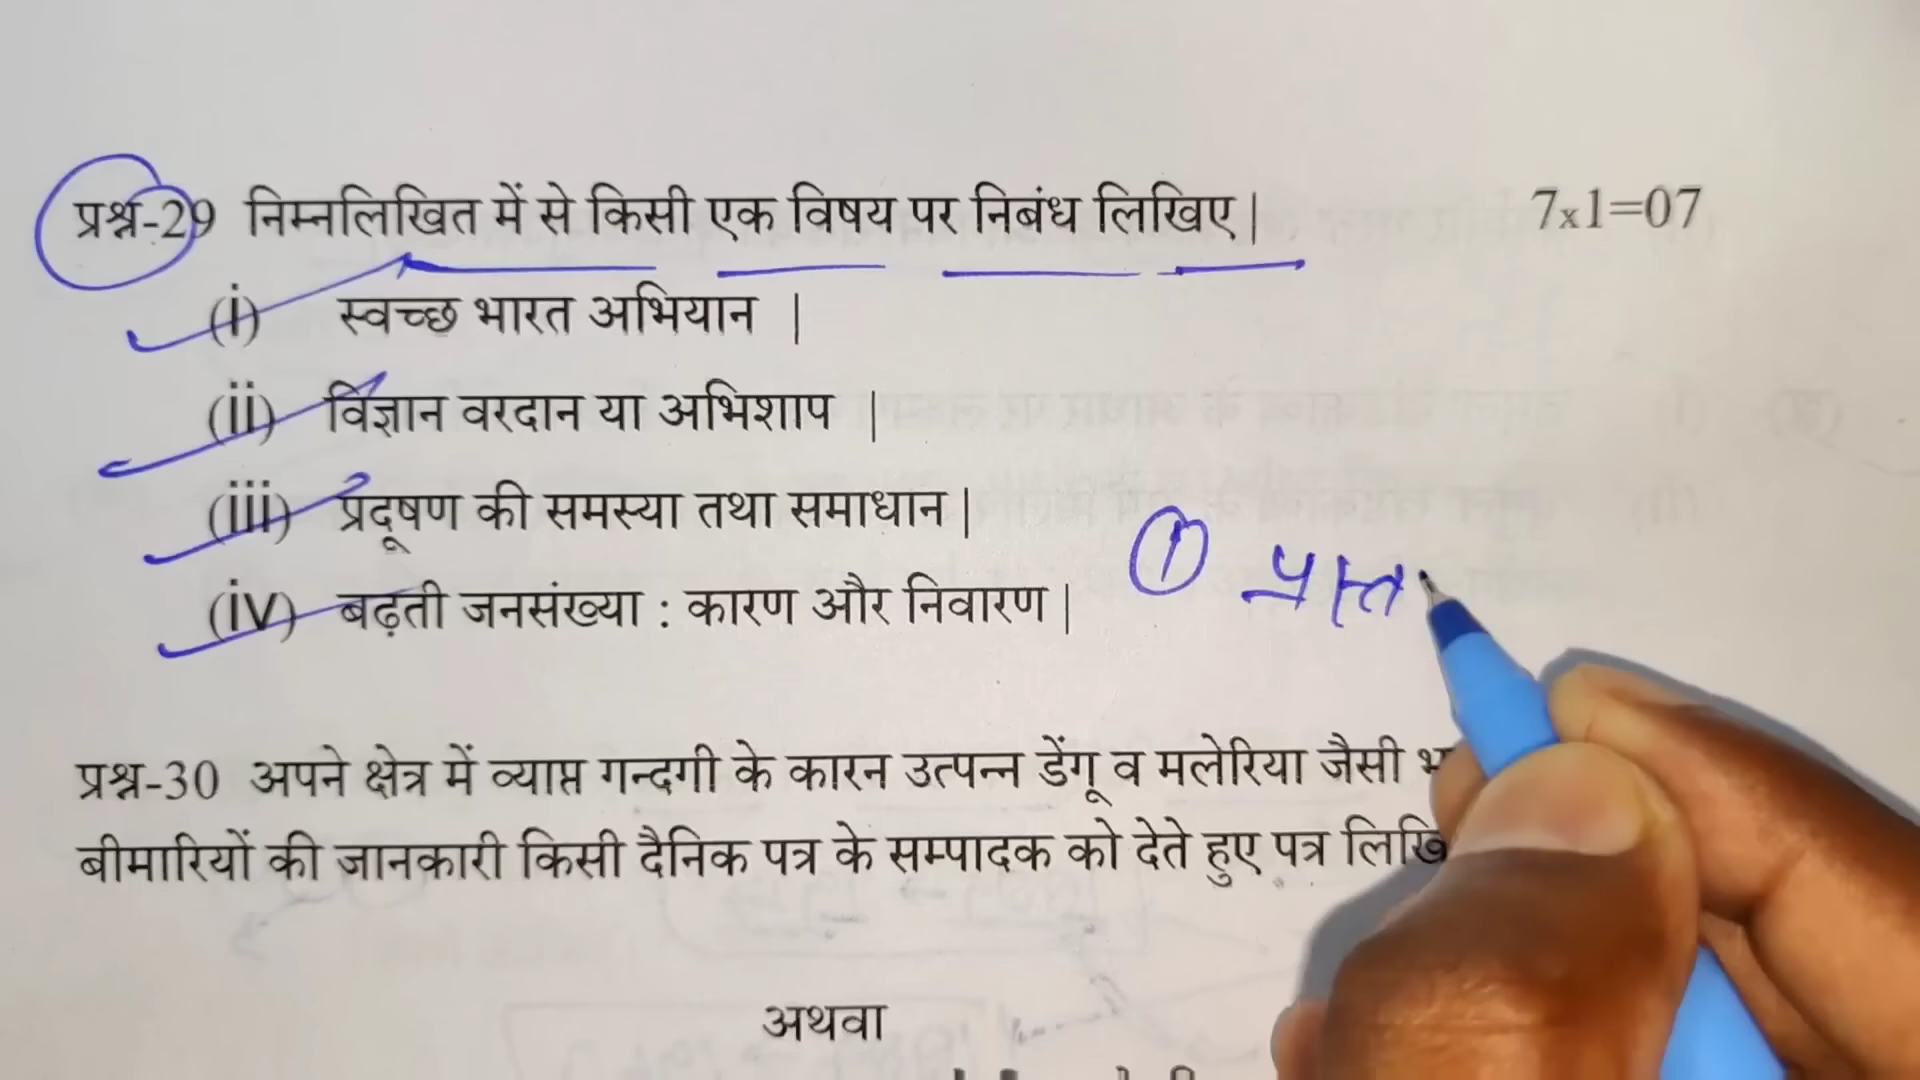 प्रश्न-29 निम्नलिखित में से किसी एक विषय पर निबंध लिखिए| 7x1=07
(i) स्वच्छ भारत अभियान |
(ii) विज्ञान वरदान या अभिशाप |
(iii) प्रदूषण की समस्या तथा समाधान|
(iv) बढ़ती जनसंख्या : कारण और निवारण|
① प्रस्त
प्रश्न-30 अपने क्षेत्र में व्याप्त गन्दगी के कारन उत्पन्न डेंगू व मलेरिया जैसी
बीमारियों की जानकारी किसी दैनिक पत्र के सम्पादक को देते हुए पत्र
अथवा